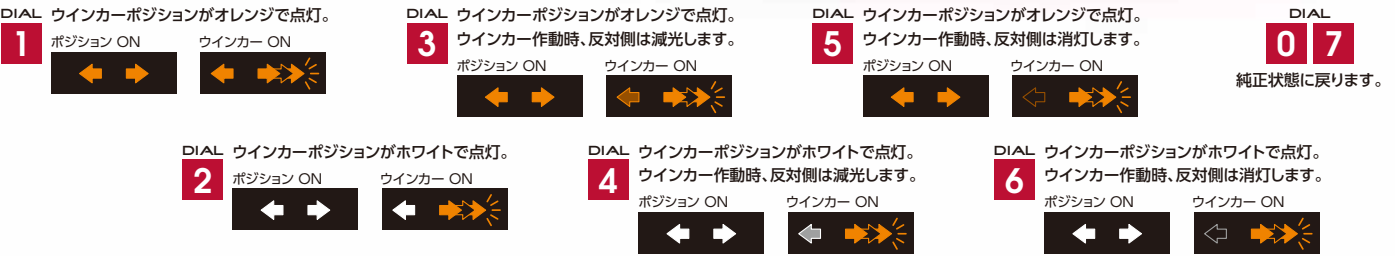 DIAL 1
ウインカーポジションがオレンジで点灯。
ポジション ON
ウインカー ON
DIAL 3
ウインカーポジションがオレンジで点灯。
ウインカー作動時、反対側は減光します。
ポジション ON
ウインカー ON
DIAL 5
ウインカーポジションがオレンジで点灯。
ウインカー作動時、反対側は消灯します。
ポジション ON
ウインカー ON
DIAL
0 7
純正状態に戻ります。
DIAL 2
ウインカーポジションがホワイトで点灯。
ポジション ON
ウインカー ON
DIAL 4
ウインカーポジションがホワイトで点灯。
ウインカー作動時、反対側は減光します。
ポジション ON
ウインカー ON
DIAL 6
ウインカーポジションがホワイトで点灯。
ウインカー作動時、反対側は消灯します。
ポジション ON
ウインカー ON